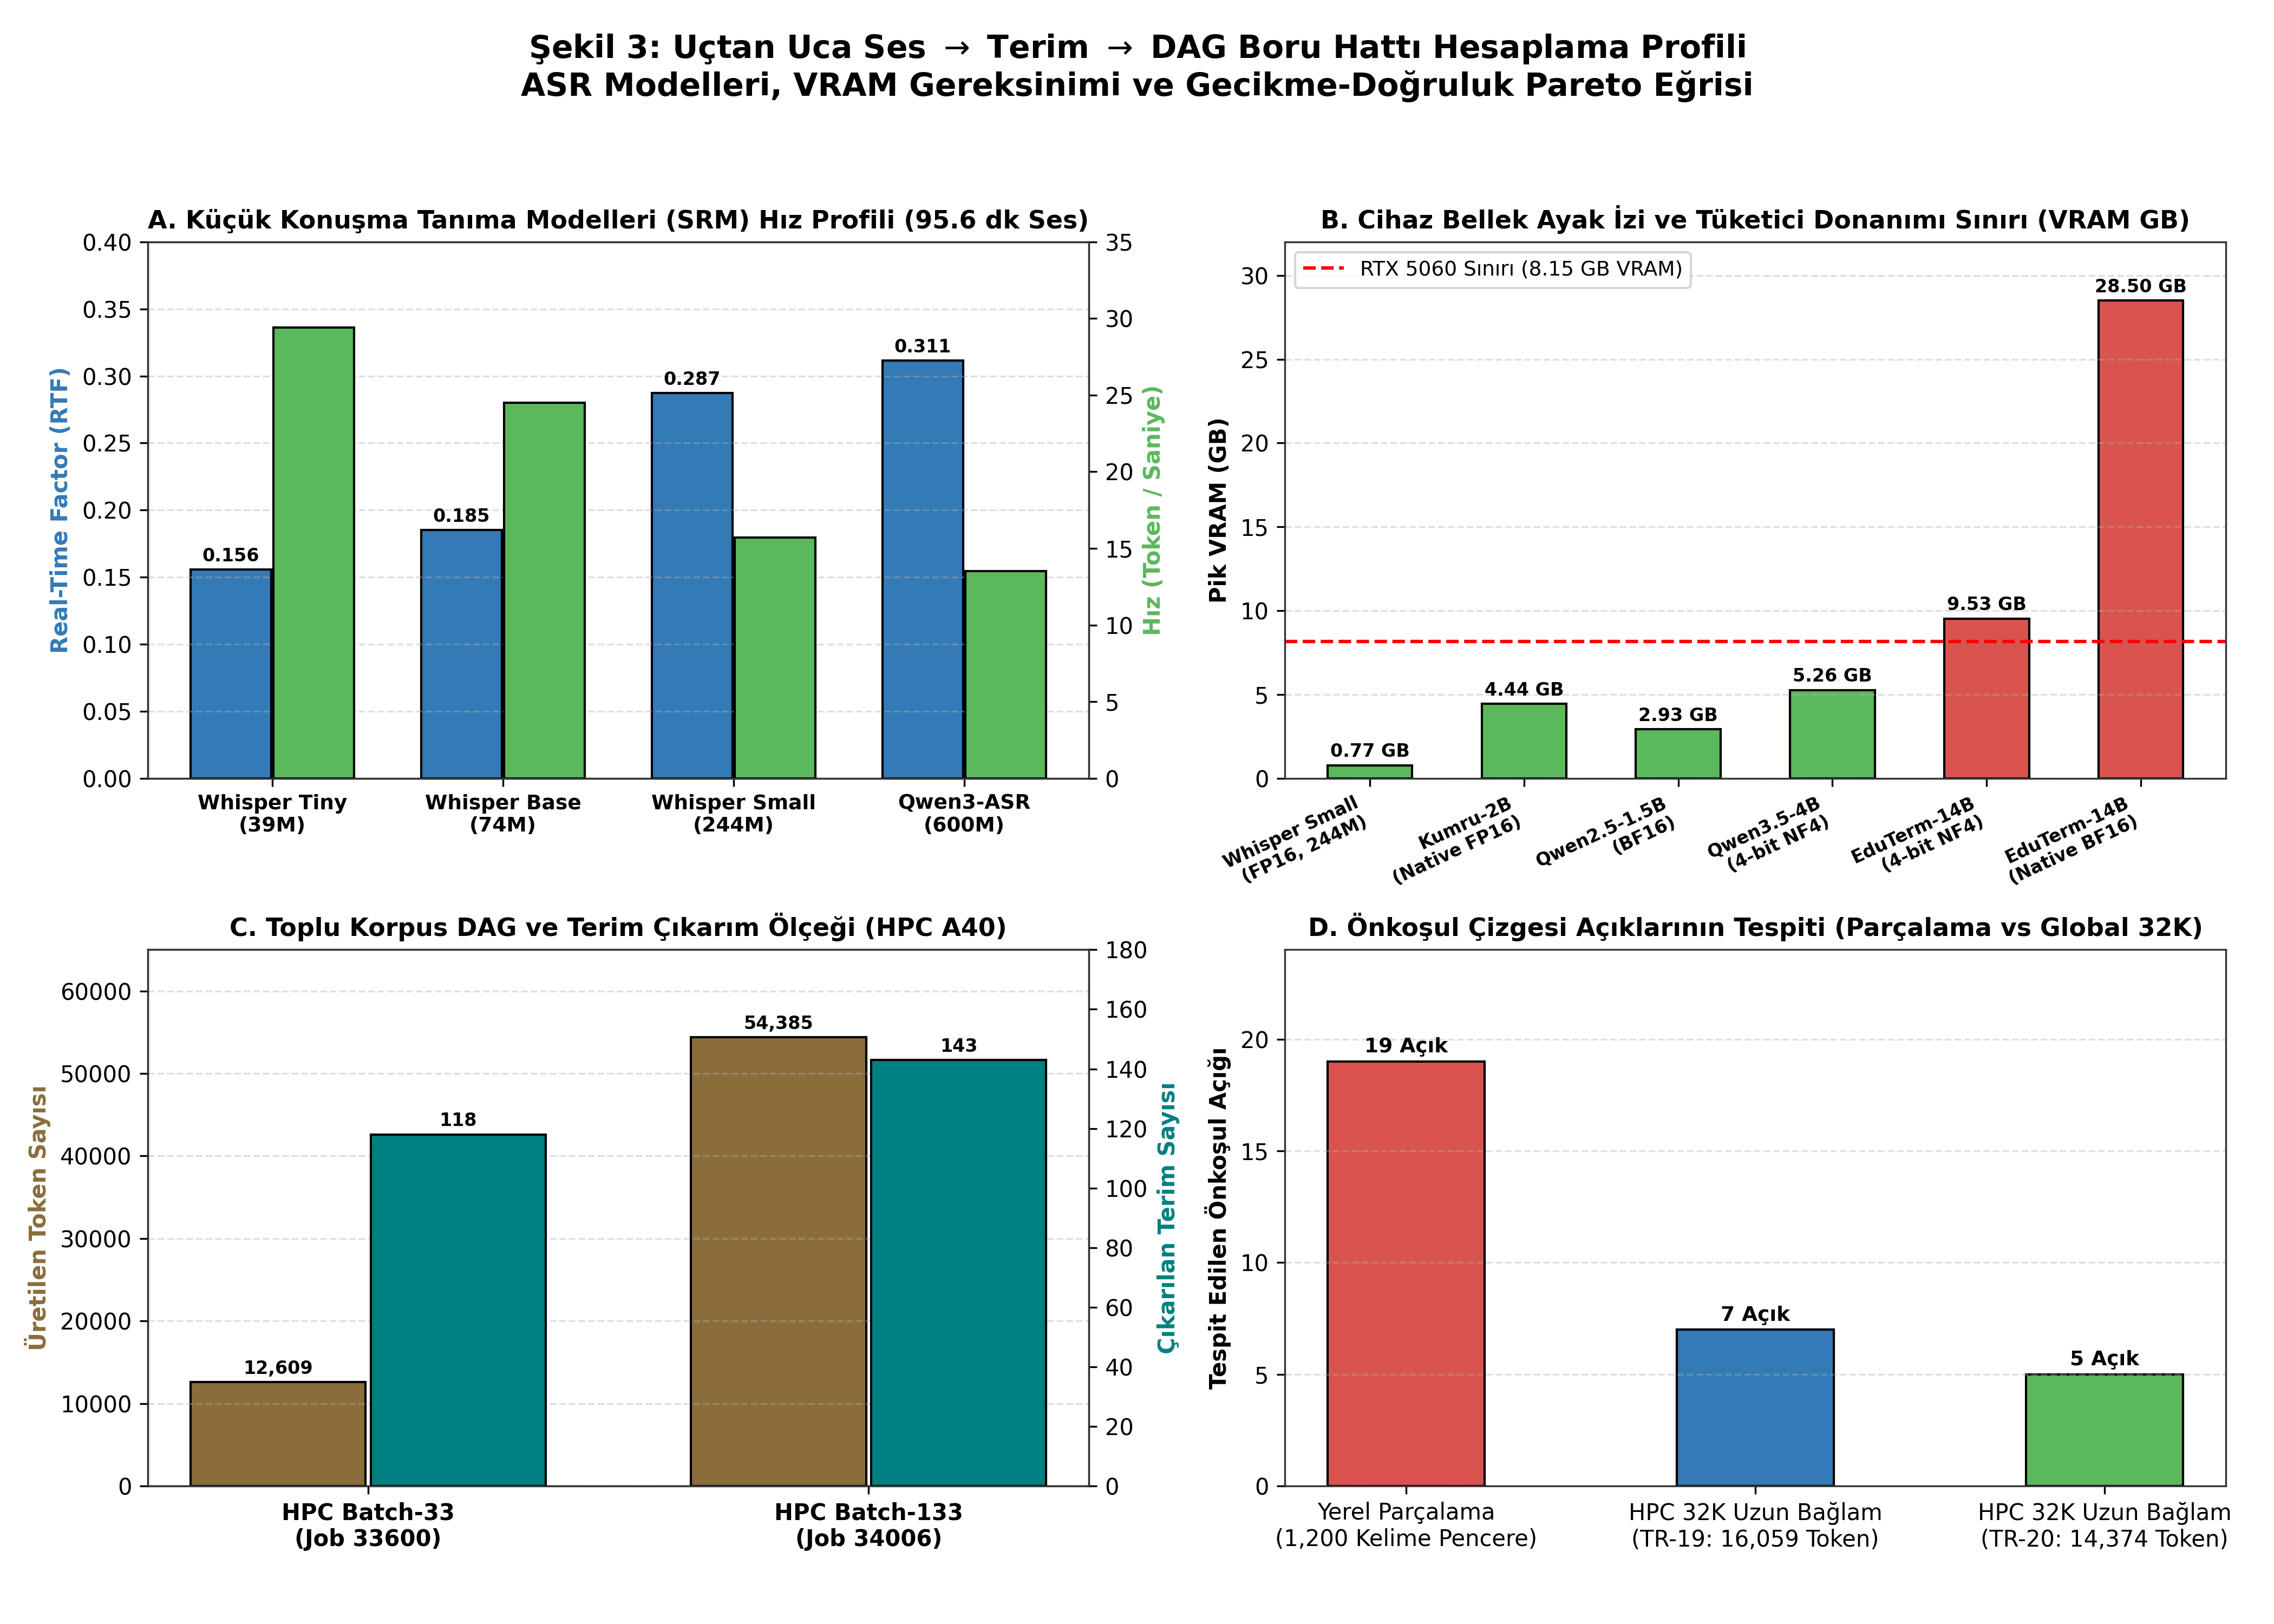 Şekil 3: Uçtan Uca Ses → Terim → DAG Boru Hattı Hesaplama Profili
ASR Modelleri, VRAM Gereksinimi ve Gecikme-Doğruluk Pareto Eğrisi
A. Küçük Konuşma Tanıma Modelleri (SRM) Hız Profili (95.6 dk Ses)
Real-Time Factor (RTF)
0.40
0.35
0.30
0.25
0.20
0.15
0.10
0.05
0.00
0.156
0.185
0.287
0.311
35
30
25
20
15
10
5
0
Hız (Token / Saniye)
Whisper Tiny
(39M)
Whisper Base
(74M)
Whisper Small
(244M)
Qwen3-ASR
(600M)
B. Cihaz Bellek Ayak İzi ve Tüketici Donanımı Sınırı (VRAM GB)
RTX 5060 Sınırı (8.15 GB VRAM)
Pik VRAM (GB)
30
25
20
15
10
5
0
0.77 GB
4.44 GB
2.93 GB
5.26 GB
9.53 GB
28.50 GB
Whisper Small
(FP16, 244M)
Kumru-2B
(Native FP16)
Qwen2.5-1.5B
(BF16)
Qwen3.5-4B
(4-bit NF4)
EduTerm-14B
(4-bit NF4)
EduTerm-14B
(Native BF16)
C. Toplu Korpus DAG ve Terim Çıkarım Ölçeği (HPC A40)
Üretilen Token Sayısı
60000
50000
40000
30000
20000
10000
0
12,609
118
54,385
143
180
160
140
120
100
80
60
40
20
0
Çıkarılan Terim Sayısı
HPC Batch-33
(Job 33600)
HPC Batch-133
(Job 34006)
D. Önkoşul Çizgesi Açıklarının Tespiti (Parçalama vs Global 32K)
Tespit Edilen Önkoşul Açığı
20
15
10
5
0
19 Açık
7 Açık
5 Açık
Yerel Parçalama
(1,200 Kelime Pencere)
HPC 32K Uzun Bağlam
(TR-19: 16,059 Token)
HPC 32K Uzun Bağlam
(TR-20: 14,374 Token)